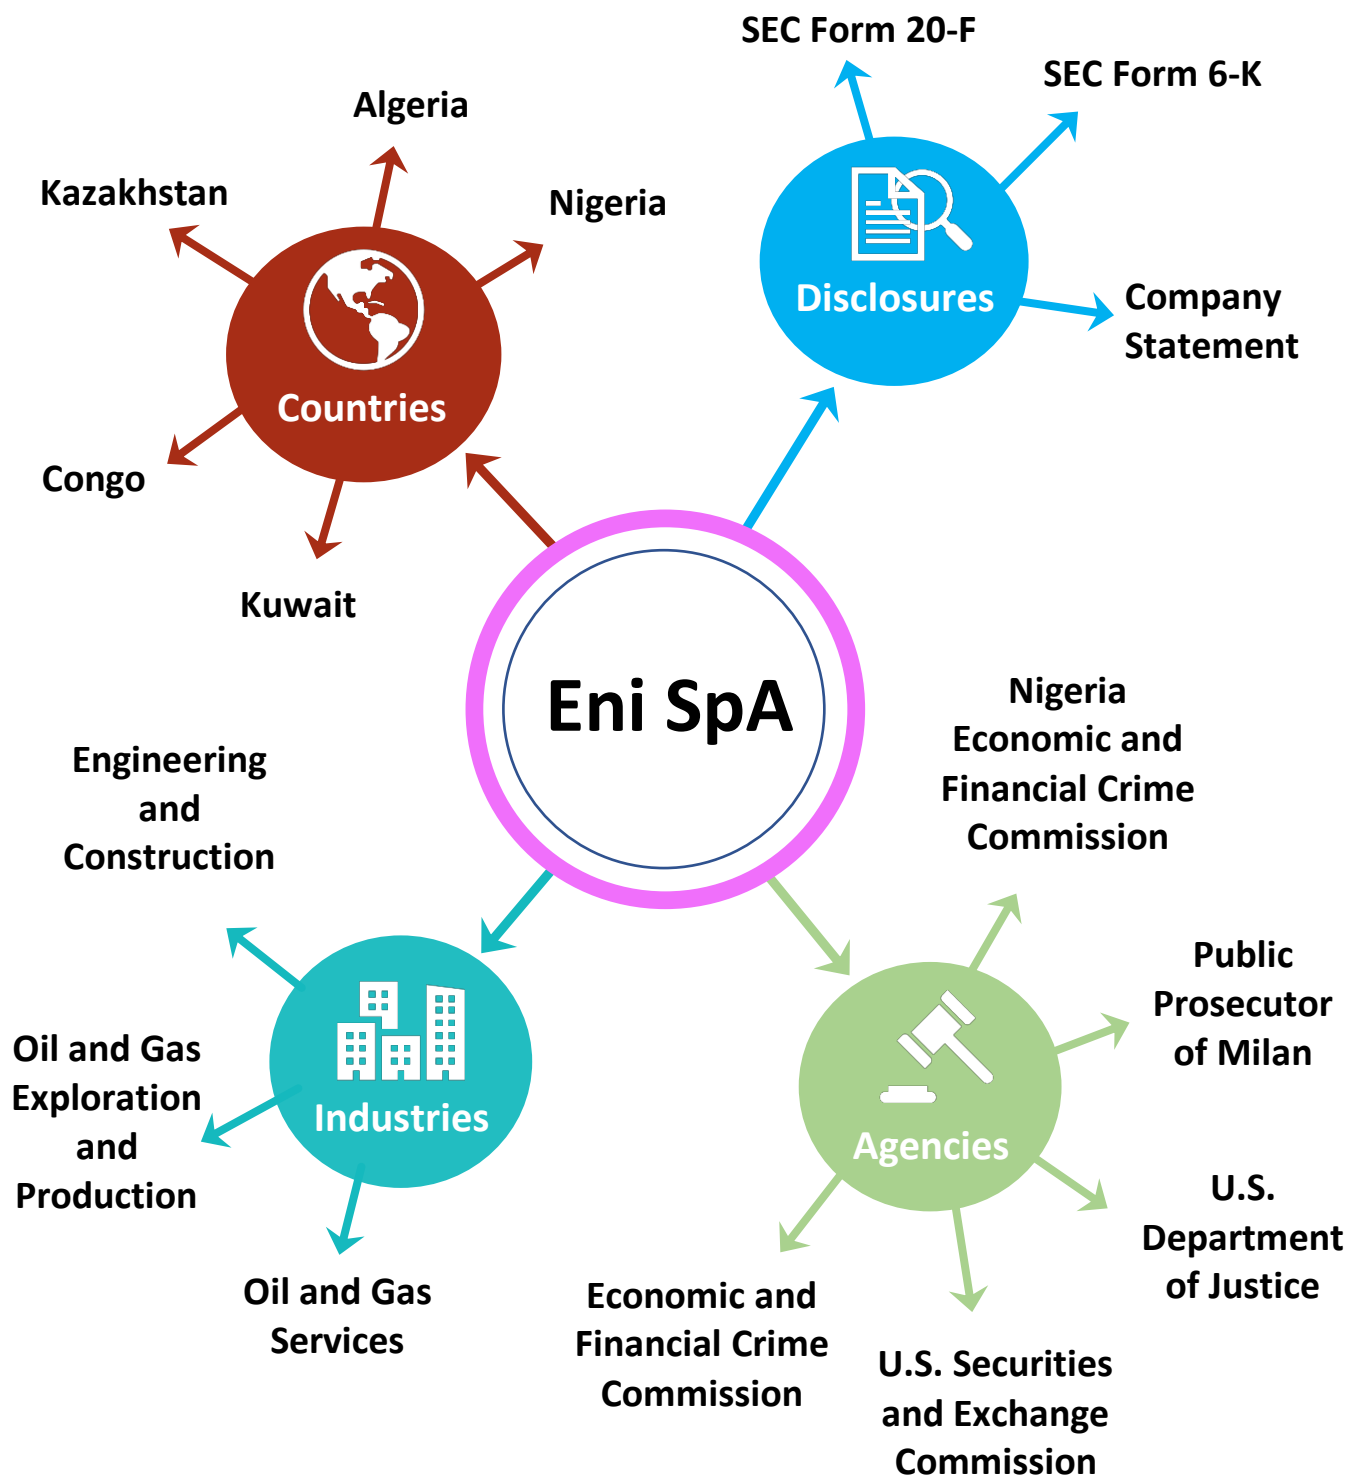 SEC Form 20-F
SEC Form 6-K
Algeria
Kazakhstan
Nigeria
Disclosures
Company
Statement
Countries
Congo
Kuwait
Eni SpA
Nigeria
Economic and
Financial Crime
Commission
Engineering
and
Construction
Public
Prosecutor
of Milan
Oil and Gas
Exploration
and
Production
Industries
Agencies
U.S.
Department
of Justice
Oil and Gas
Services
Economic and
Financial Crime
Commission
U.S. Securities
and Exchange
Commission